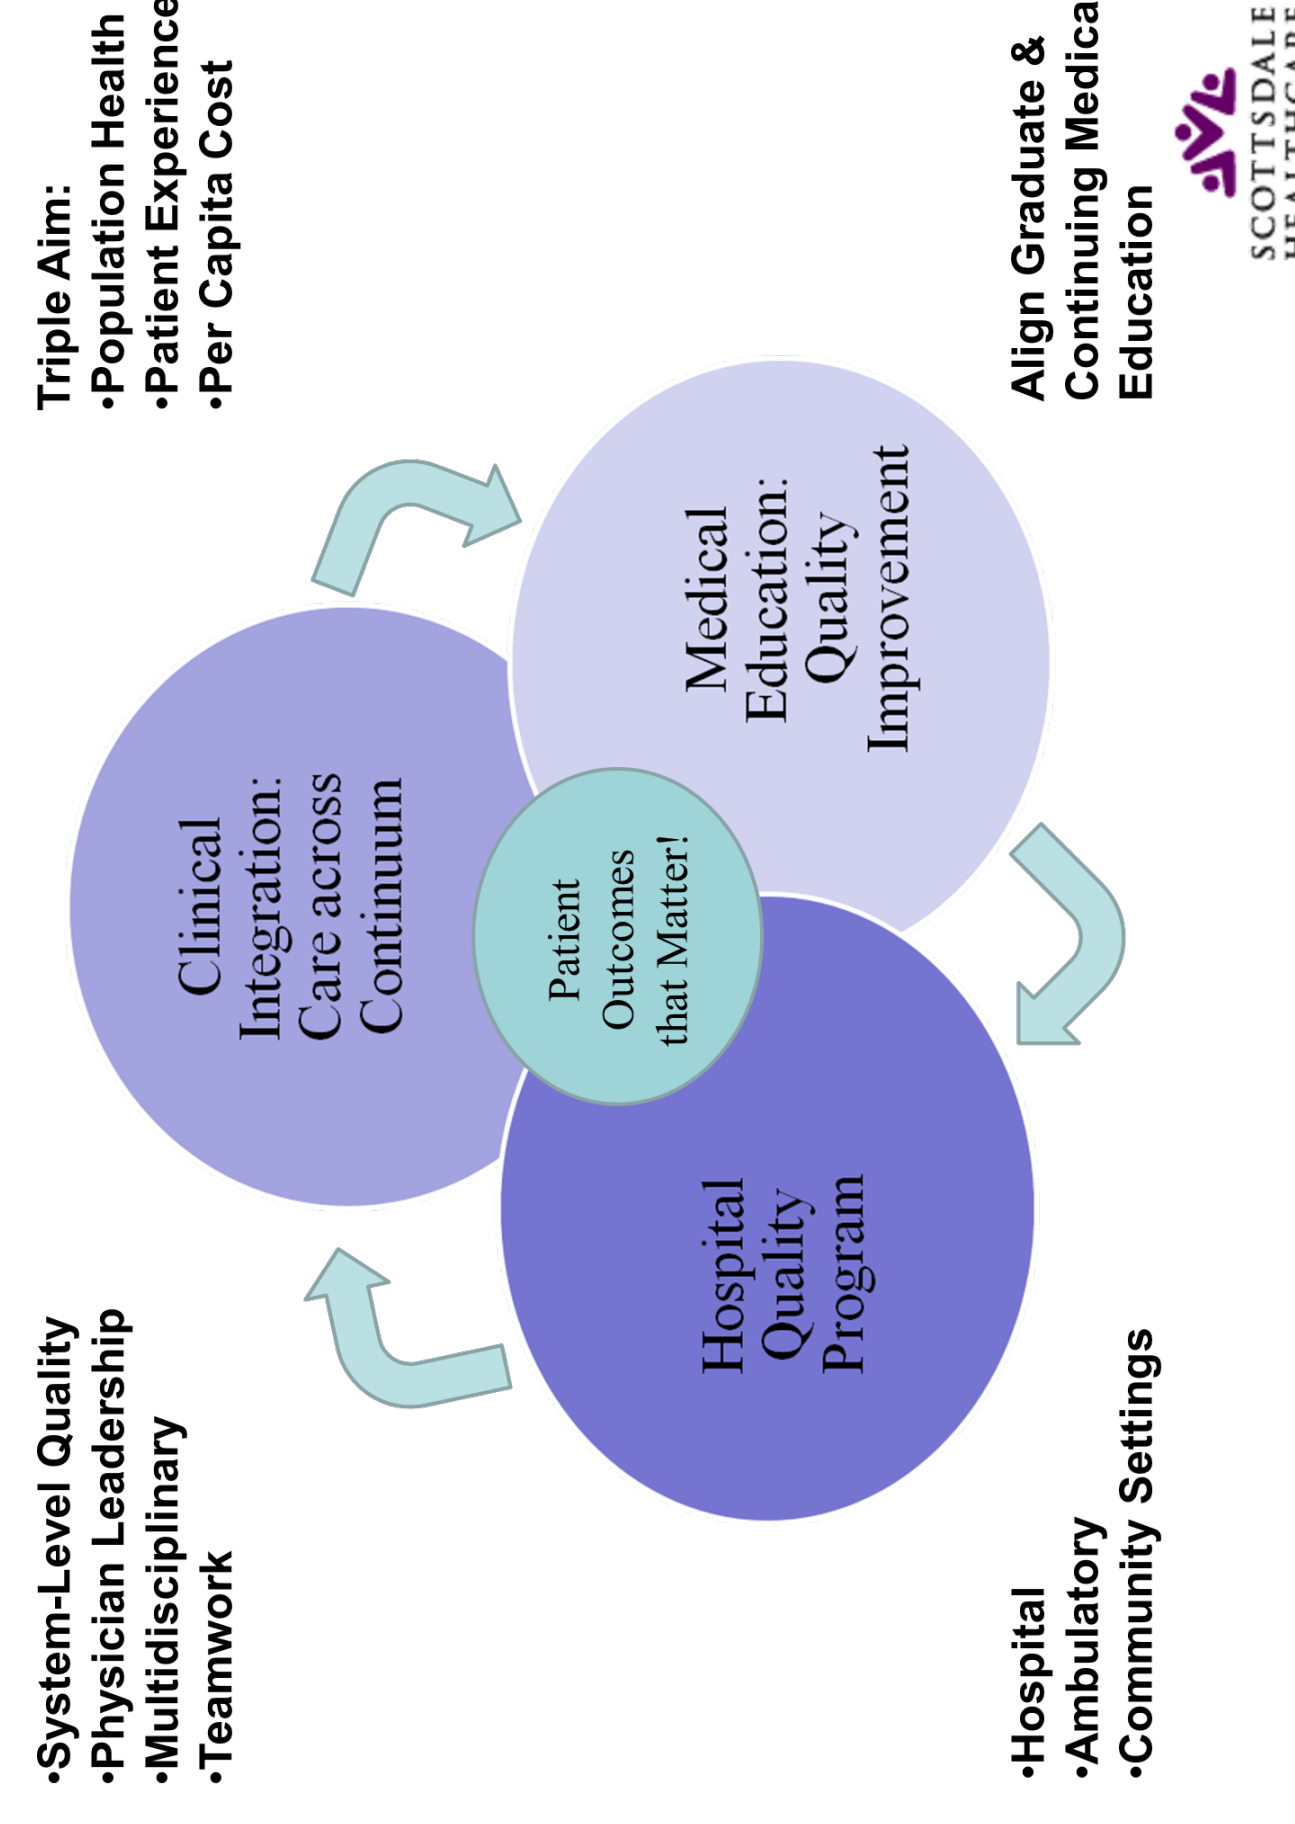 •System-Level Quality
•Physician Leadership
•Multidisciplinary
•Teamwork
Triple Aim:
•Population Health
•Patient Experience
•Per Capita Cost
Clinical
Integration:
Care across
Continuum
Patient
Outcomes
that Matter!
Hospital
Quality
Program
Medical
Education:
Quality
Improvement
•Hospital
•Ambulatory
•Community Settings
Align Graduate &
Continuing Medica
Education
SCOTTSDALE
HEALTHCARE